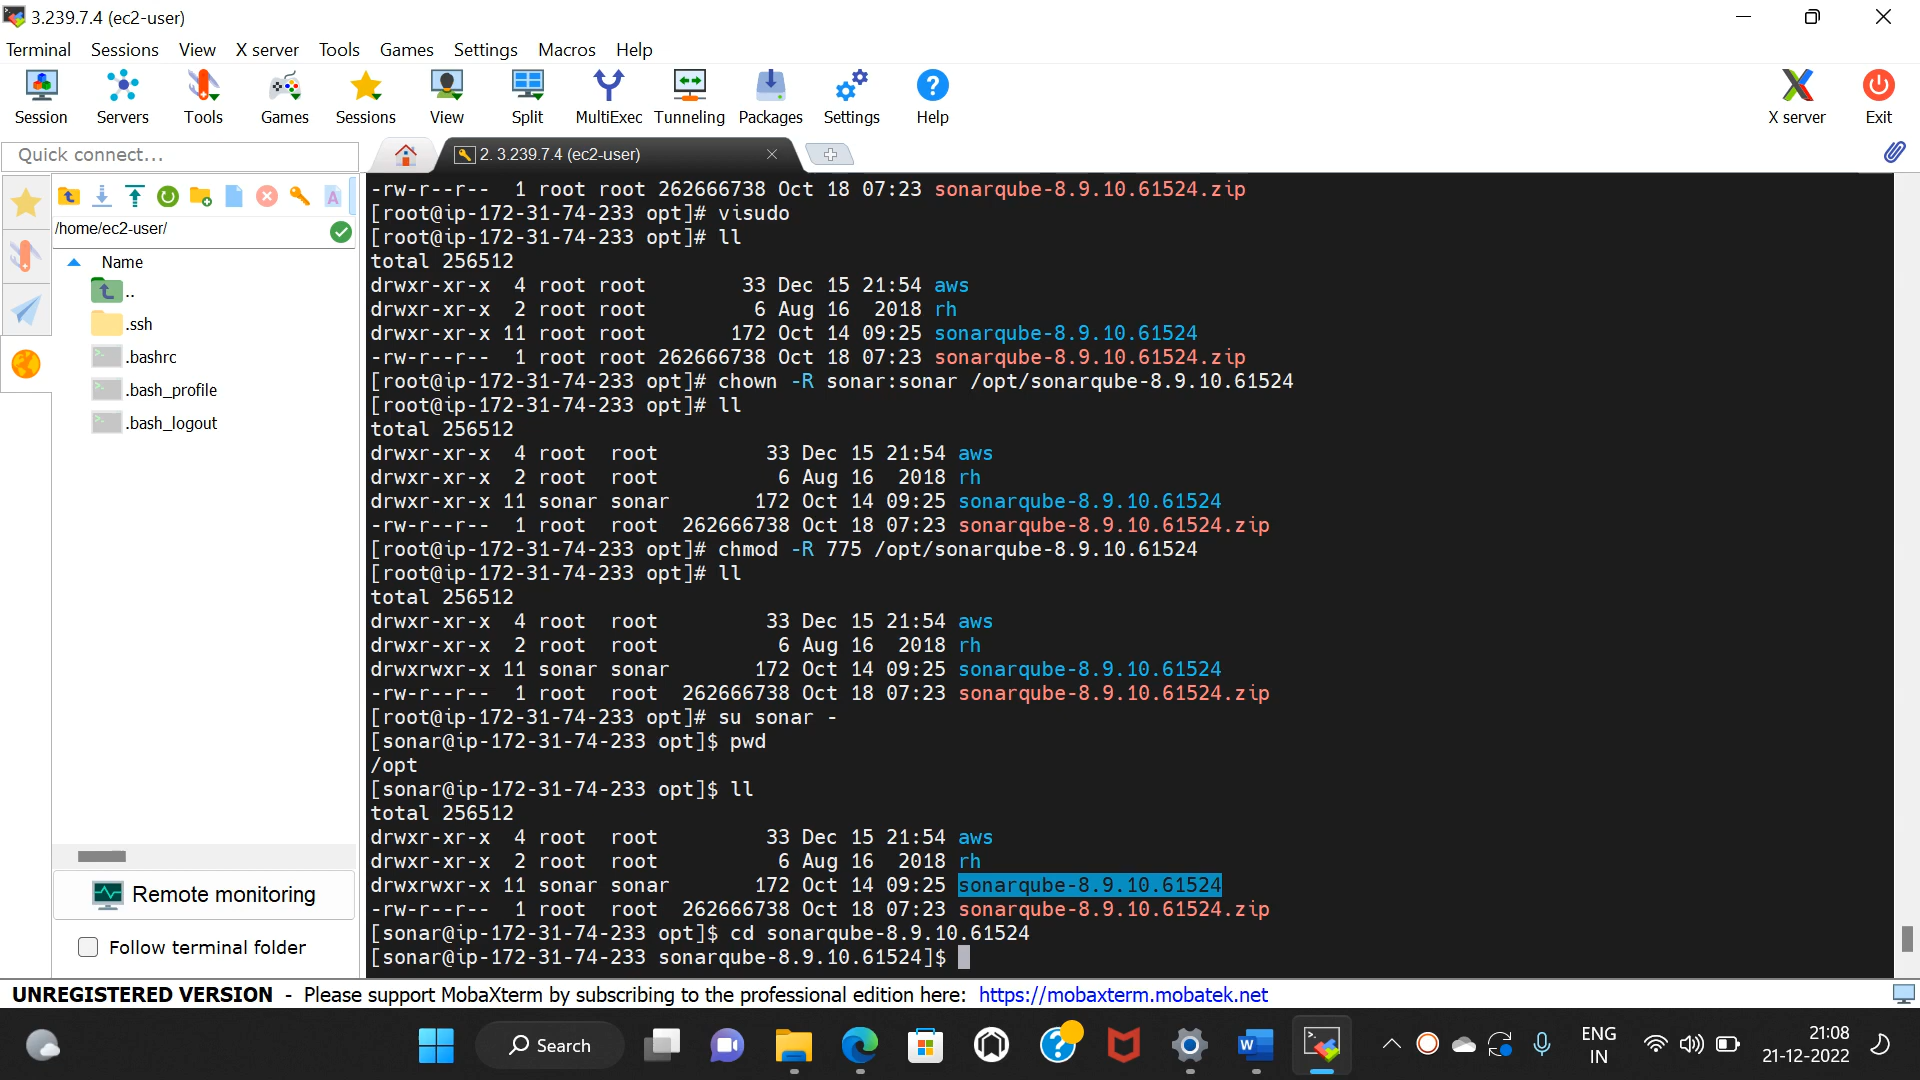 3.239.7.4 (ec2-user)
Terminal Sessions View X server Tools Games Settings Macros Help
Session Servers Tools Games Sessions View Split MultiExec Tunneling Packages Settings Help X server Exit
Quick connect...
2. 3.239.7.4 (ec2-user)
/home/ec2-user/
Name
..
.ssh
.bashrc
.bash_profile
.bash_logout
Remote monitoring
Follow terminal folder
-rw-r--r--  1 root root 262666738 Oct 18 07:23 sonarqube-8.9.10.61524.zip
[root@ip-172-31-74-233 opt]# visudo
[root@ip-172-31-74-233 opt]# ll
total 256512
drwxr-xr-x  4 root root        33 Dec 15 21:54 aws
drwxr-xr-x  2 root root         6 Aug 16  2018 rh
drwxr-xr-x 11 root root       172 Oct 14 09:25 sonarqube-8.9.10.61524
-rw-r--r--  1 root root 262666738 Oct 18 07:23 sonarqube-8.9.10.61524.zip
[root@ip-172-31-74-233 opt]# chown -R sonar:sonar /opt/sonarqube-8.9.10.61524
[root@ip-172-31-74-233 opt]# ll
total 256512
drwxr-xr-x  4 root  root         33 Dec 15 21:54 aws
drwxr-xr-x  2 root  root          6 Aug 16  2018 rh
drwxr-xr-x 11 sonar sonar       172 Oct 14 09:25 sonarqube-8.9.10.61524
-rw-r--r--  1 root  root  262666738 Oct 18 07:23 sonarqube-8.9.10.61524.zip
[root@ip-172-31-74-233 opt]# chmod -R 775 /opt/sonarqube-8.9.10.61524
[root@ip-172-31-74-233 opt]# ll
total 256512
drwxr-xr-x  4 root  root         33 Dec 15 21:54 aws
drwxr-xr-x  2 root  root          6 Aug 16  2018 rh
drwxrwxr-x 11 sonar sonar       172 Oct 14 09:25 sonarqube-8.9.10.61524
-rw-r--r--  1 root  root  262666738 Oct 18 07:23 sonarqube-8.9.10.61524.zip
[root@ip-172-31-74-233 opt]# su sonar -
[sonar@ip-172-31-74-233 opt]$ pwd
/opt
[sonar@ip-172-31-74-233 opt]$ ll
total 256512
drwxr-xr-x  4 root  root         33 Dec 15 21:54 aws
drwxr-xr-x  2 root  root          6 Aug 16  2018 rh
drwxrwxr-x 11 sonar sonar       172 Oct 14 09:25 sonarqube-8.9.10.61524
-rw-r--r--  1 root  root  262666738 Oct 18 07:23 sonarqube-8.9.10.61524.zip
[sonar@ip-172-31-74-233 opt]$ cd sonarqube-8.9.10.61524
[sonar@ip-172-31-74-233 sonarqube-8.9.10.61524]$
UNREGISTERED VERSION - Please support MobaXterm by subscribing to the professional edition here: https://mobaxterm.mobatek.net
Search
ENG
IN
21:08
21-12-2022